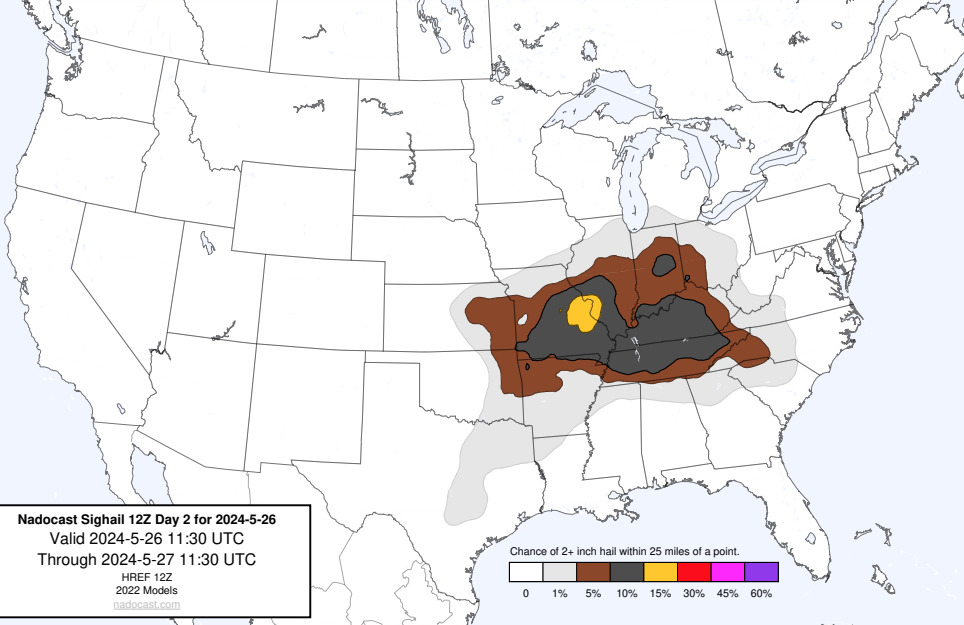 Nadocast Sighail 12Z Day 2 for 2024-5-26
Valid 2024-5-26 11:30 UTC
Through 2024-5-27 11:30 UTC
HREF 12Z
2022 Models
nadocast.com
Chance of 2+ inch hail within 25 miles of a point.
0 1% 5% 10% 15% 30% 45% 60%